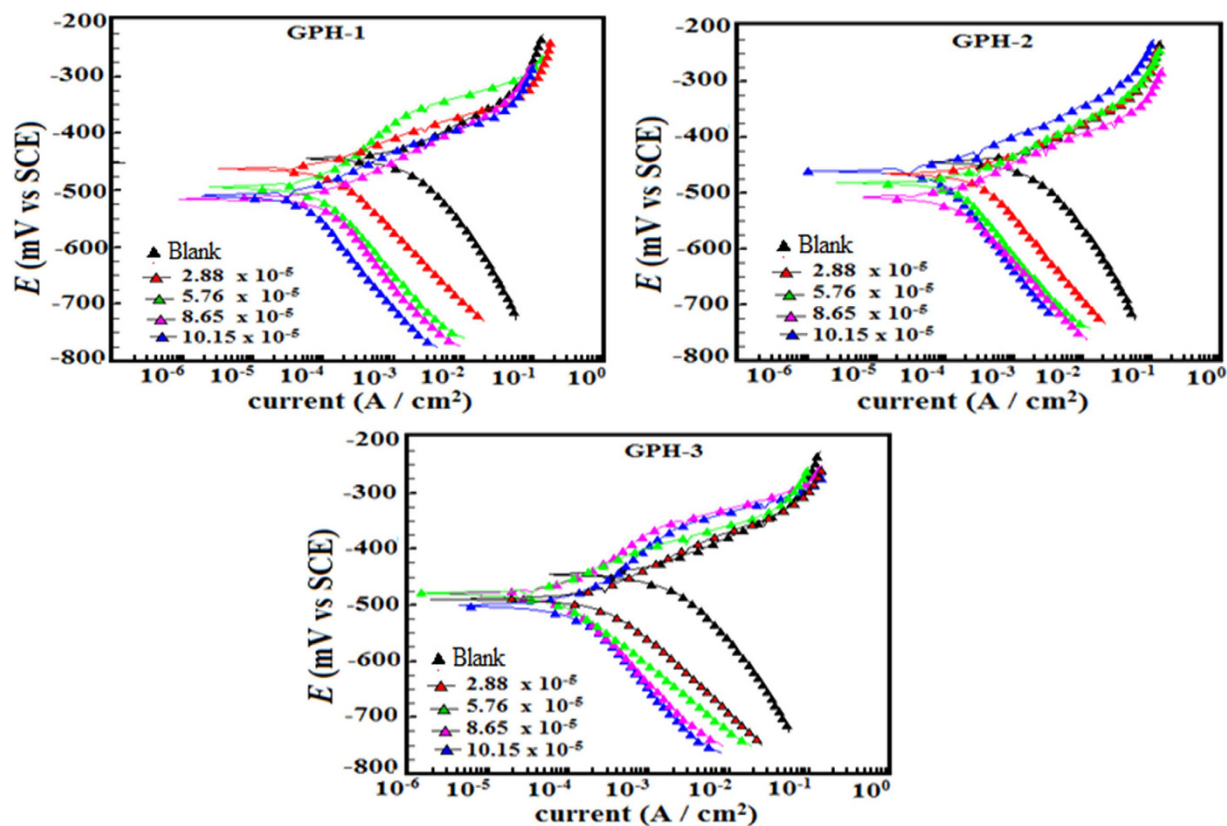 GPH-1
E (mV vs SCE)
-200
-300
-400
-500
-600
-700
-800
Blank
2.88 x 10⁻⁵
5.76 x 10⁻⁵
8.65 x 10⁻⁵
10.15 x 10⁻⁵
10⁻⁶ 10⁻⁵ 10⁻⁴ 10⁻³ 10⁻² 10⁻¹ 10⁰
current (A / cm²)
GPH-2
E (mV vs SCE)
-200
-300
-400
-500
-600
-700
-800
Blank
2.88 x 10⁻⁵
5.76 x 10⁻⁵
8.65 x 10⁻⁵
10.15 x 10⁻⁵
10⁻⁶ 10⁻⁵ 10⁻⁴ 10⁻³ 10⁻² 10⁻¹ 10⁰
current (A / cm²)
GPH-3
E (mV vs SCE)
-200
-300
-400
-500
-600
-700
-800
Blank
2.88 x 10⁻⁵
5.76 x 10⁻⁵
8.65 x 10⁻⁵
10.15 x 10⁻⁵
10⁻⁶ 10⁻⁵ 10⁻⁴ 10⁻³ 10⁻² 10⁻¹ 10⁰
current (A / cm²)